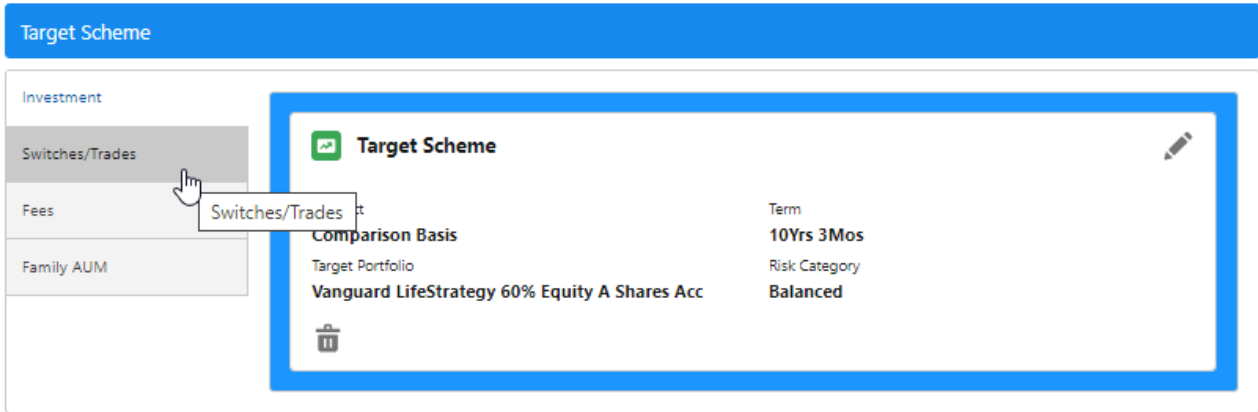 Target Scheme
Investment
Switches/Trades
Fees
Family AUM
Switches/Trades
Target Scheme
Term
Comparison Basis
10Yrs 3Mos
Target Portfolio
Risk Category
Vanguard LifeStrategy 60% Equity A Shares Acc
Balanced